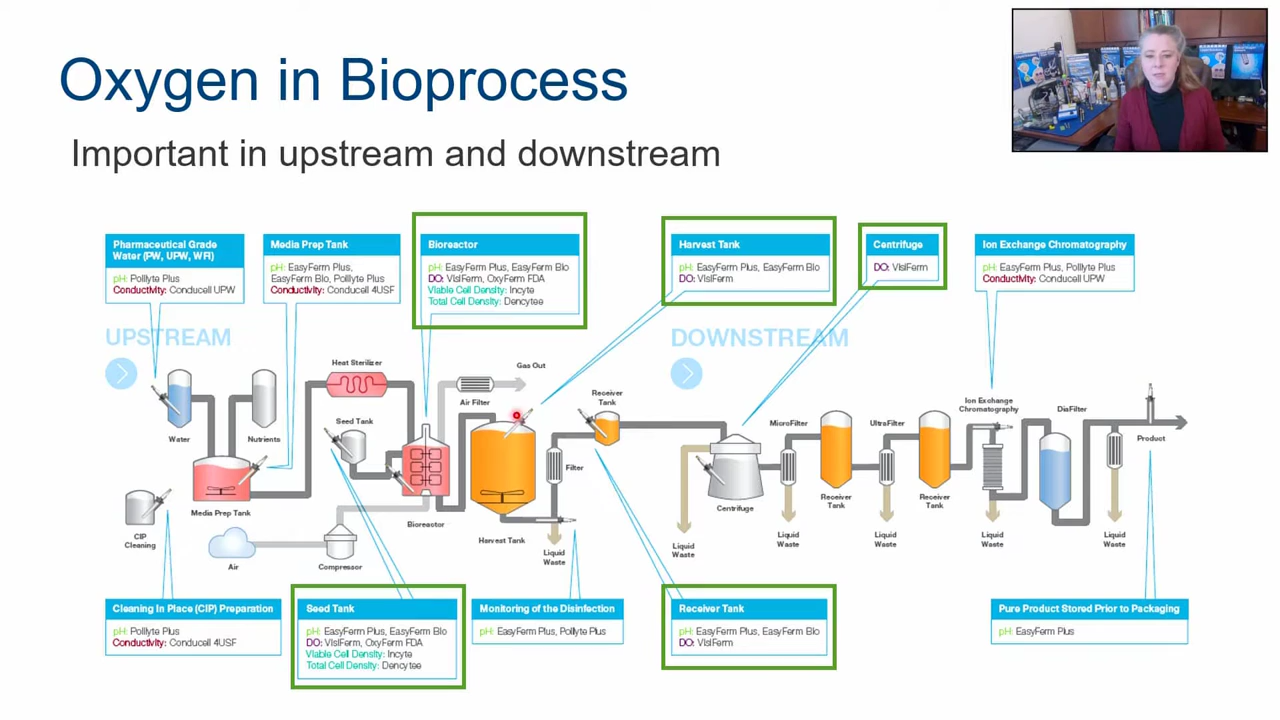 Oxygen in Bioprocess
Important in upstream and downstream
Pharmaceutical Grade
Water (PW, UPW, WFI)
pH: Polilyte Plus
Conductivity: Conducell UPW
Media Prep Tank
pH: EasyFerm Plus,
EasyFerm Bio, Polilyte Plus
Conductivity: Conducell 4USF
Bioreactor
pH: EasyFerm Plus, EasyFerm Bio
DO: VisiFerm, OxyFerm FDA
Viable Cell Density: Incyte
Total Cell Density: Dencytee
Harvest Tank
pH: EasyFerm Plus, EasyFerm Bio
DO: VisiFerm
Centrifuge
DO: VisiFerm
Ion Exchange Chromatography
pH: EasyFerm Plus, Polilyte Plus
Conductivity: Conducell UPW
UPSTREAM
DOWNSTREAM
Heat Sterilizer
Gas Out
Air Filter
Receiver
Tank
Seed Tank
Water
Nutrients
Media Prep Tank
CIP
Cleaning
Air
Compressor
Bioreactor
Harvest Tank
Filter
Liquid
Waste
Liquid
Waste
Centrifuge
MicroFilter
Liquid
Waste
Receiver
Tank
UltraFilter
Liquid
Waste
Receiver
Tank
Ion Exchange
Chromatography
Liquid
Waste
DiaFilter
Liquid
Waste
Product
Cleaning In Place (CIP) Preparation
pH: Polilyte Plus
Conductivity: Conducell 4USF
Seed Tank
pH: EasyFerm Plus, EasyFerm Bio
DO: VisiFerm, OxyFerm FDA
Viable Cell Density: Incyte
Total Cell Density: Dencytee
Monitoring of the Disinfection
pH: EasyFerm Plus, Polilyte Plus
Receiver Tank
pH: EasyFerm Plus, EasyFerm Bio
DO: VisiFerm
Pure Product Stored Prior to Packaging
pH: EasyFerm Plus